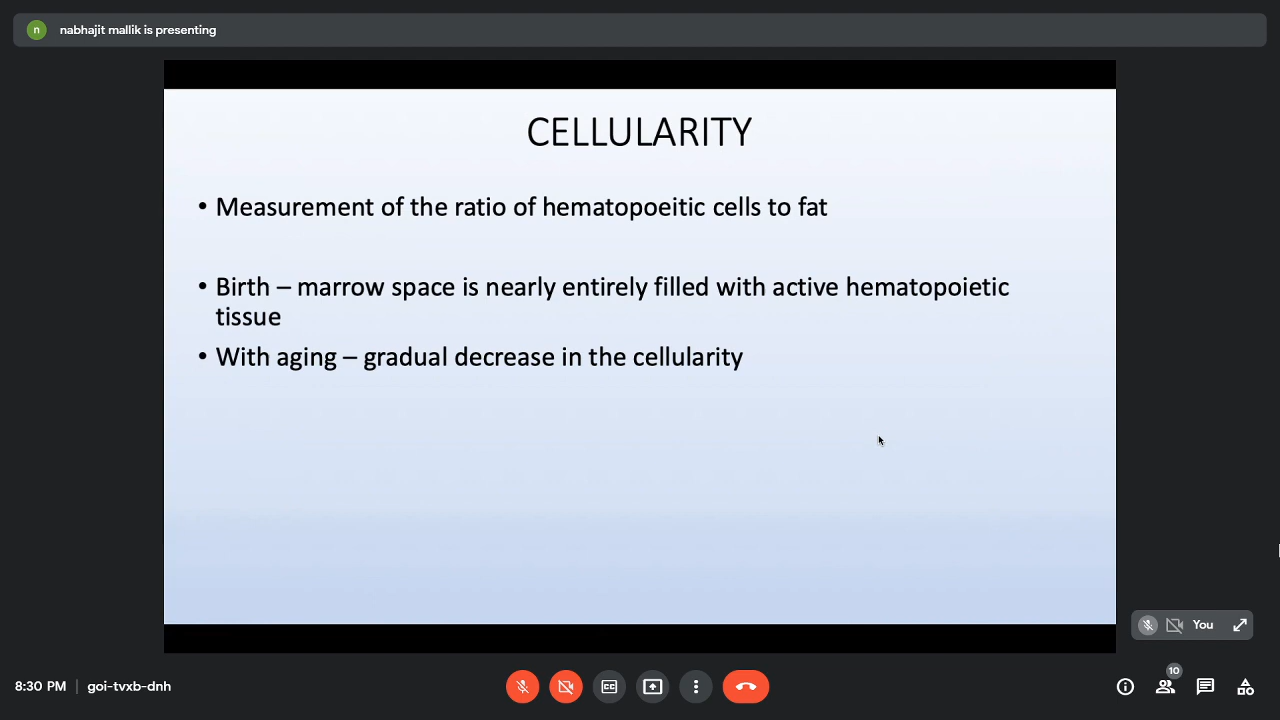 n nabhajit mallik is presenting
CELLULARITY
• Measurement of the ratio of hematopoeitic cells to fat
• Birth – marrow space is nearly entirely filled with active hematopoietic
tissue
• With aging – gradual decrease in the cellularity
You
10
8:30 PM | goi-tvxb-dnh
CC